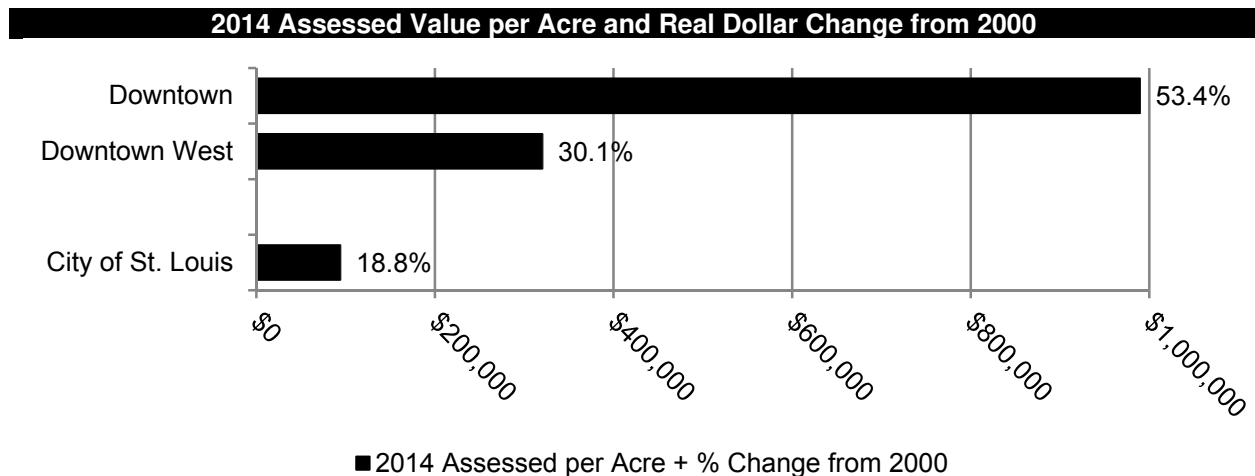 2014 Assessed Value per Acre and Real Dollar Change from 2000
Downtown
53.4%
Downtown West
30.1%
City of St. Louis
18.8%
$0
$200,000
$400,000
$600,000
$800,000
$1,000,000
2014 Assessed per Acre + % Change from 2000